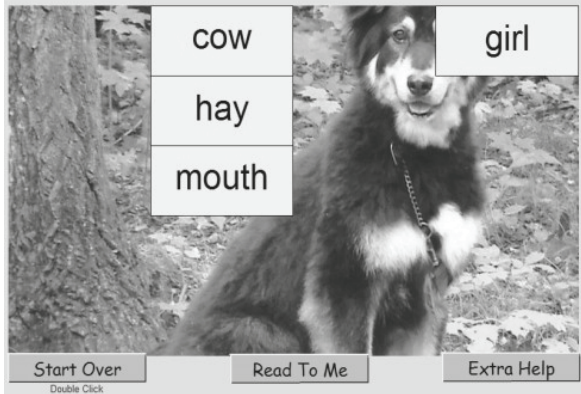 cow
girl
hay
mouth
Start Over
Read To Me
Extra Help
Double Click